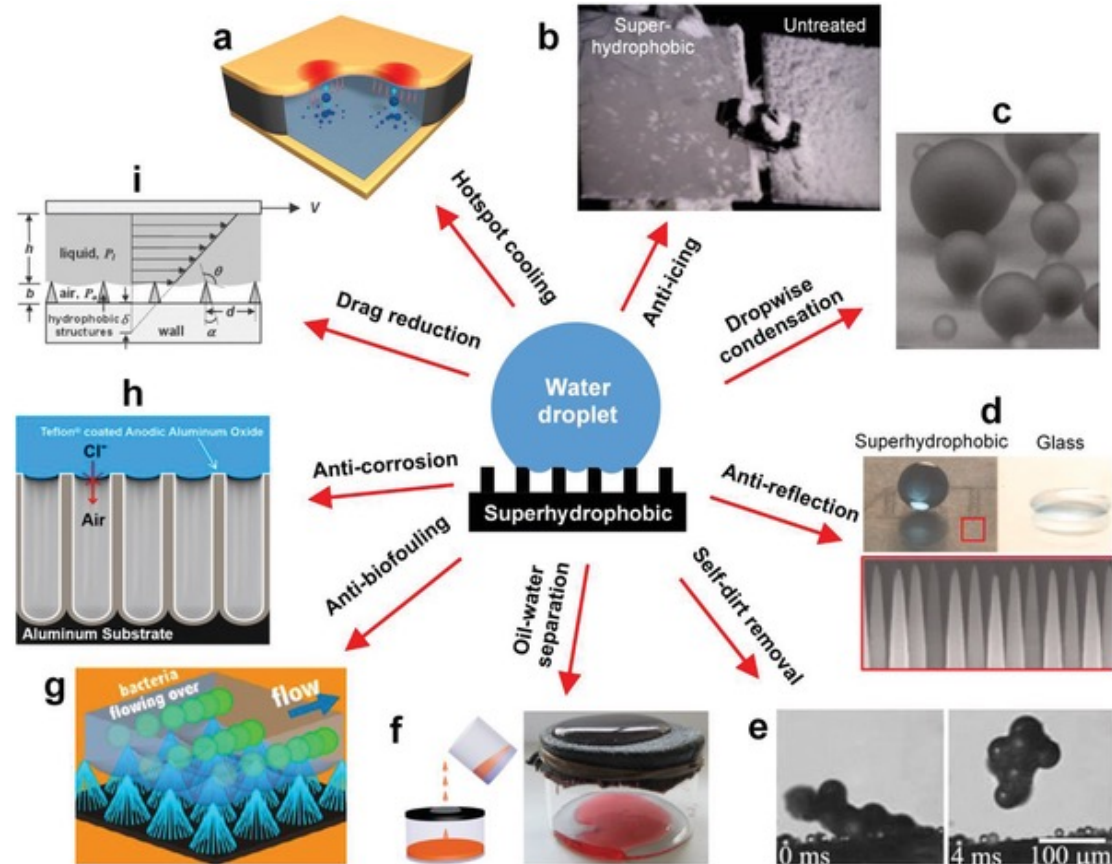 a
Hotspot cooling
b
Super-
hydrophobic
Untreated
Anti-icing
c
Dropwise
condensation
d
Superhydrophobic
Glass
Anti-reflection
e
0 ms
4 ms
100 μm
Self-dirt removal
f
Oil-water
separation
g
bacteria
flowing over
flow
Anti-biofouling
h
Teflon® coated Anodic Aluminum Oxide
Cl⁻
Air
Aluminum Substrate
Anti-corrosion
i
V
h
liquid, Pₗ
θ
b
air, Pₐ
δ
d
hydrophobic
structures
wall
α
Drag reduction
Water
droplet
Superhydrophobic